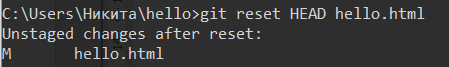 C:\Users\Никита\hello>git reset HEAD hello.html
Unstaged changes after reset:
M       hello.html